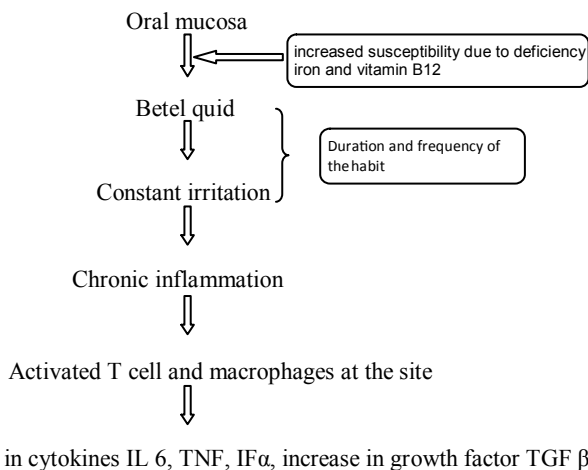 Oral mucosa
increased susceptibility due to deficiency
iron and vitamin B12
Betel quid
Duration and frequency of
the habit
Constant irritation
Chronic inflammation
Activated T cell and macrophages at the site
in cytokines IL 6, TNF, IFα, increase in growth factor TGF β